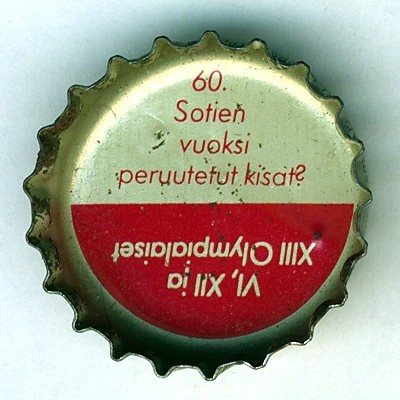 60.
Sotien
vuoksi
peruutetut kisat?
VI, XII ja
XIII Olympialaiset